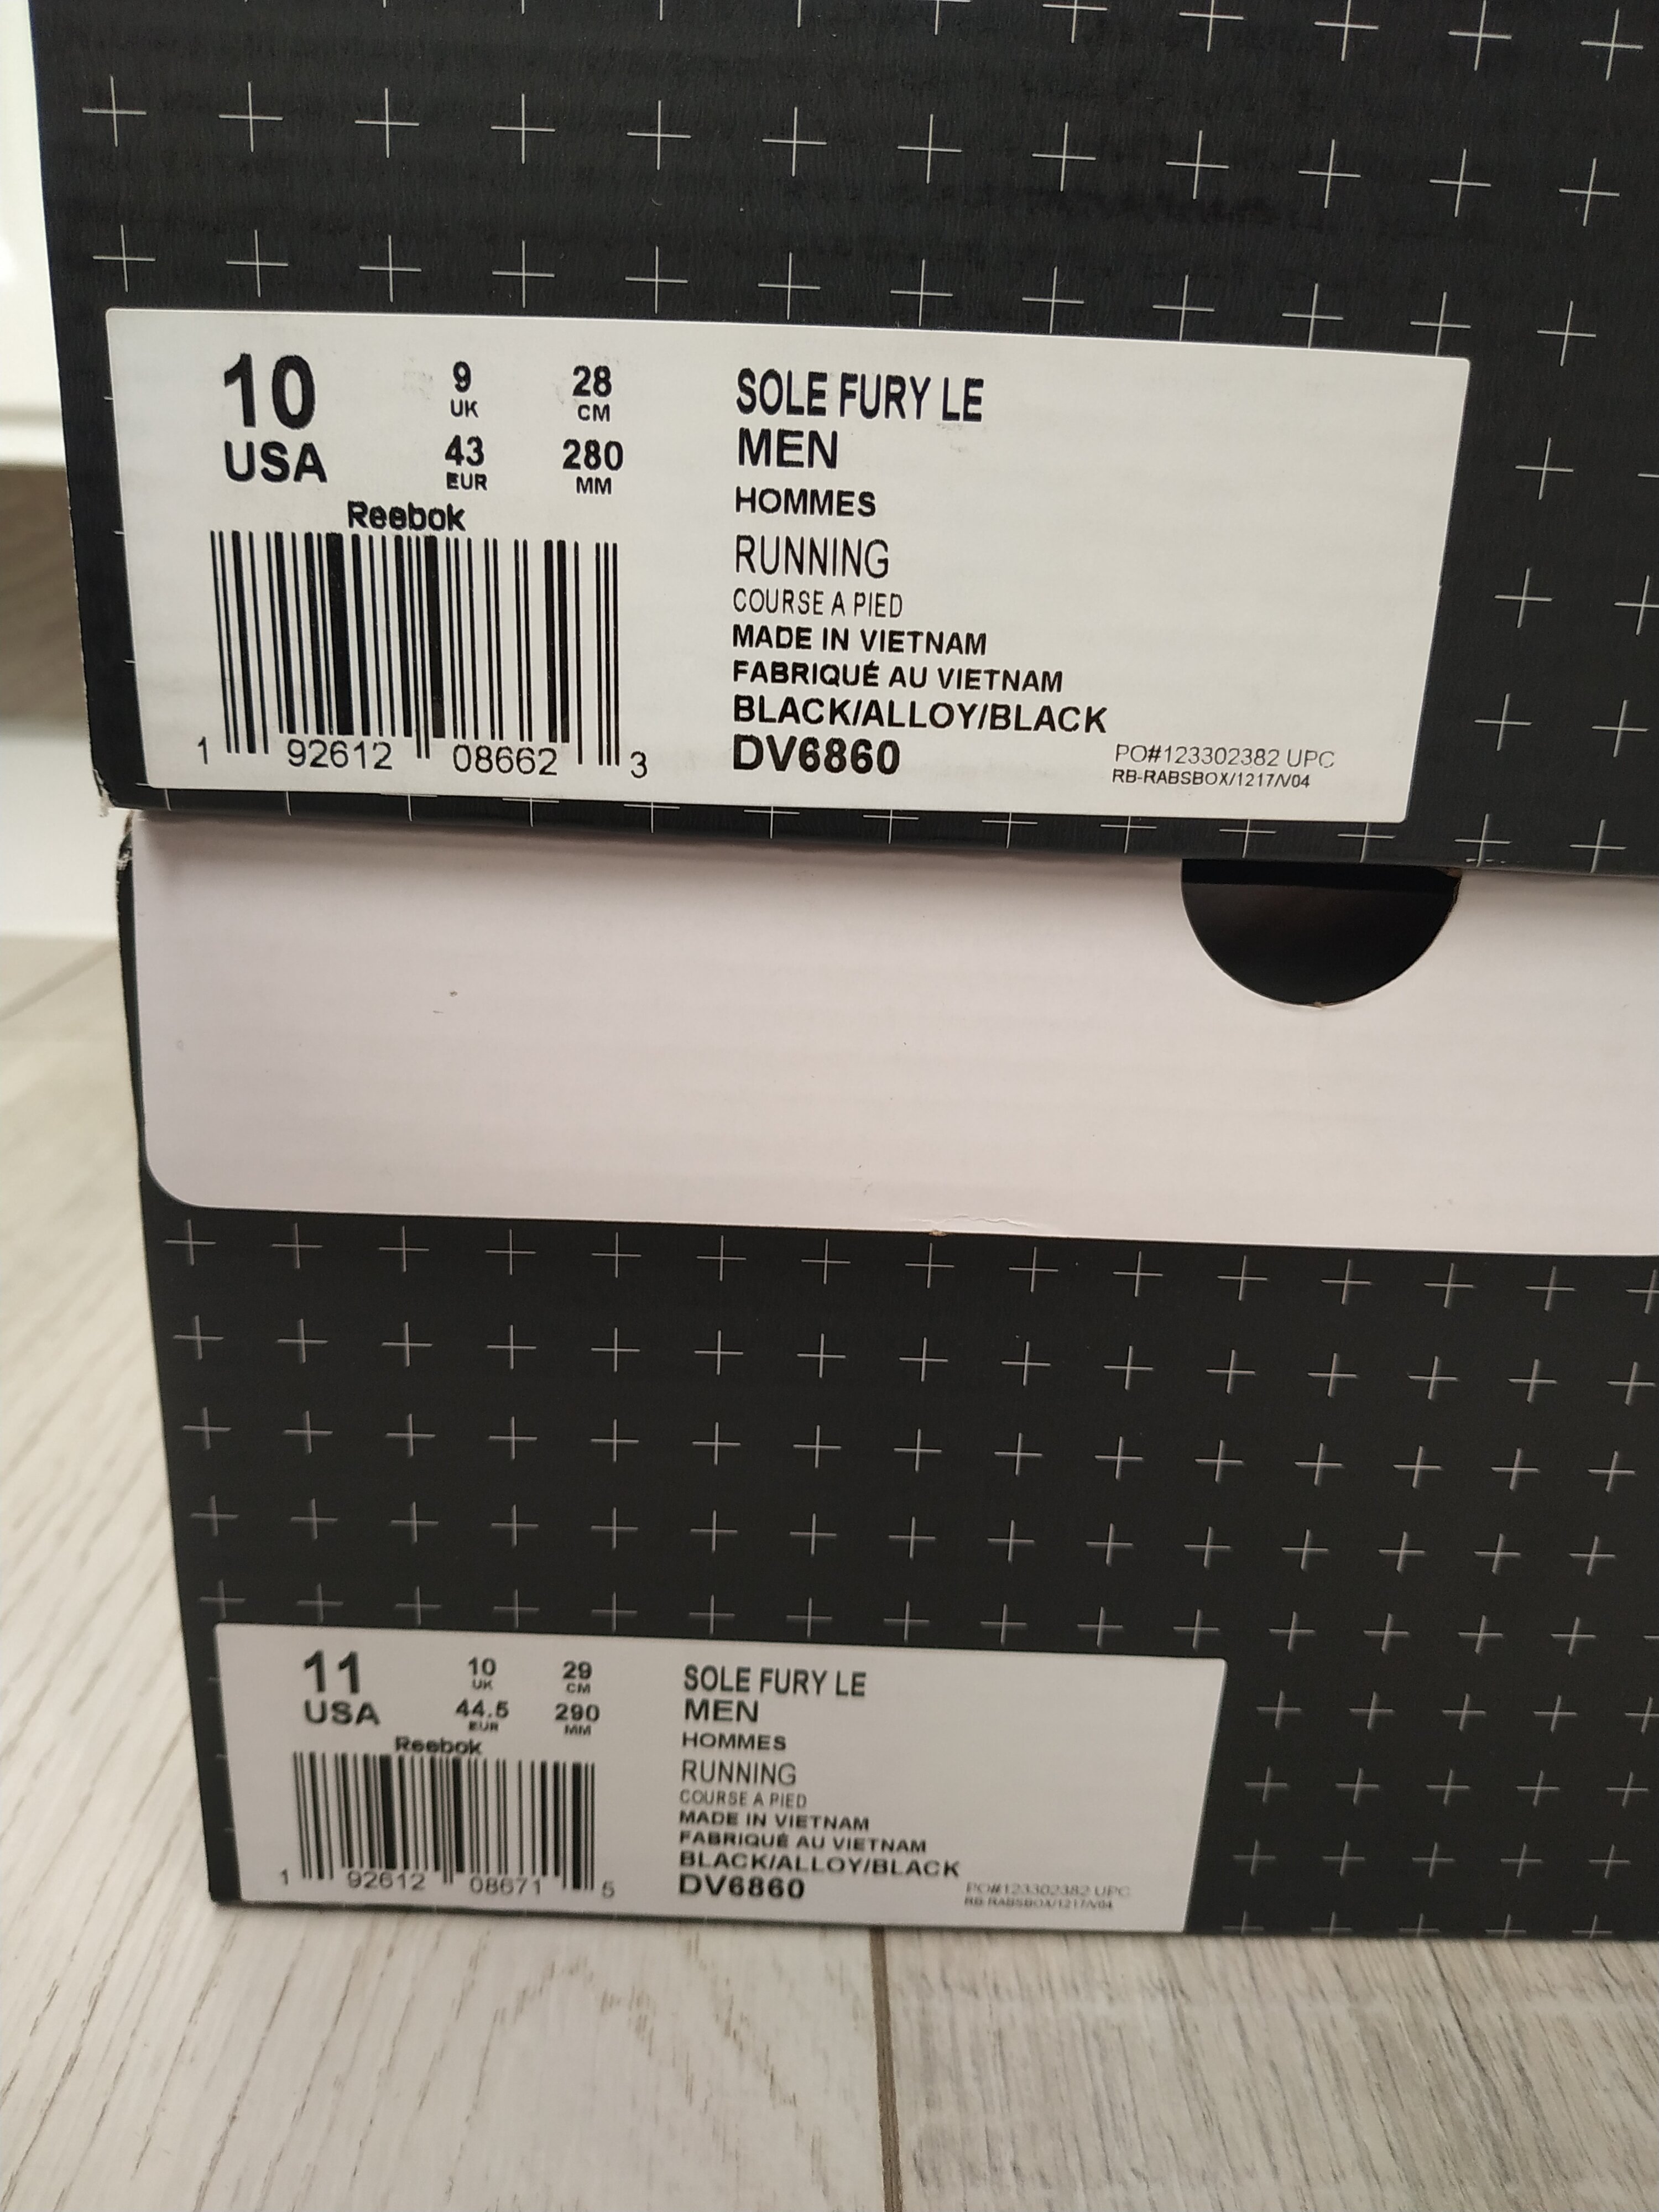 10
USA
9
UK
28
CM
43
EUR
280
MM
Reebok
1 92612 08662 3
SOLE FURY LE
MEN
HOMMES
RUNNING
COURSE A PIED
MADE IN VIETNAM
FABRIQUÉ AU VIETNAM
BLACK/ALLOY/BLACK
DV6860
PO#123302382 UPC
RB-RABSBOX/1217/V04
11
USA
10
UK
29
CM
44.5
EUR
290
MM
Reebok
1 92612 08671 5
SOLE FURY LE
MEN
HOMMES
RUNNING
COURSE A PIED
MADE IN VIETNAM
FABRIQUÉ AU VIETNAM
BLACK/ALLOY/BLACK
DV6860
PO#123302382 UPC
RB-RABSBOX/1217/V04